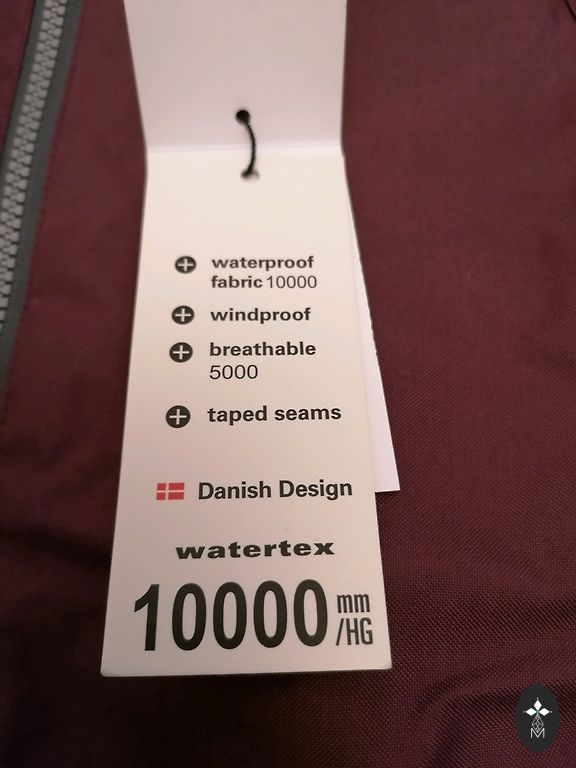 waterproof
fabric 10000
windproof
breathable
5000
taped seams
Danish Design
watertex
10000 mm
/HG
M